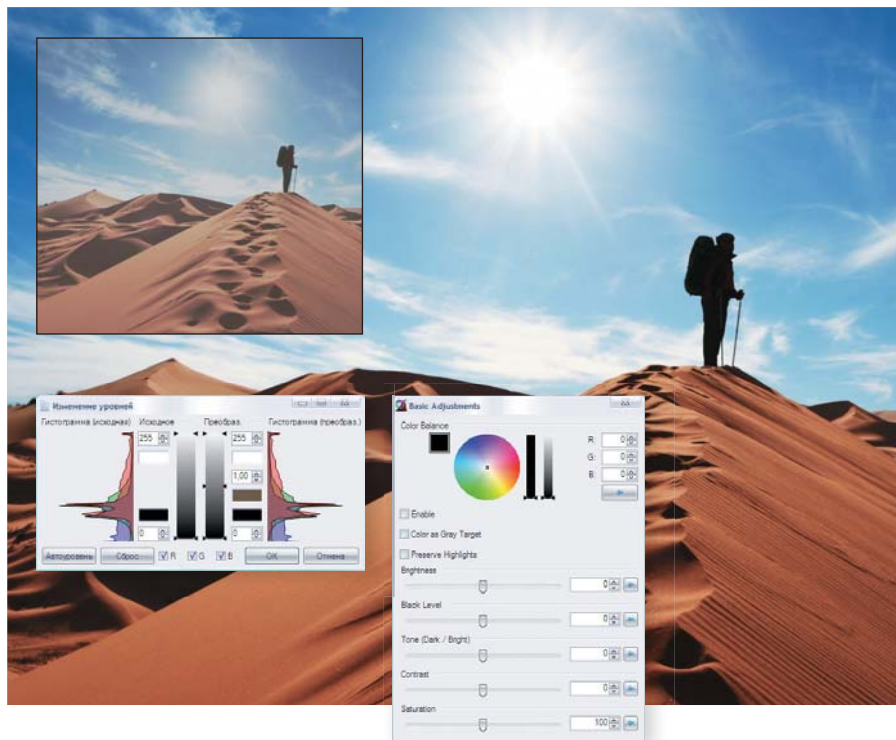 Изменение уровней
Гистограмма (исходная) Исходное Преобраз. Гистограмма (преобраз.)
255 255
1,00
0 0
Автоуровень Сброс R G B OK Отмена
Basic Adjustments
Color Balance
R: 0
G: 0
B: 0
Enable
Color as Gray Target
Preserve Highlights
Brightness
0
Black Level
0
Tone (Dark / Bright)
0
Contrast
0
Saturation
100